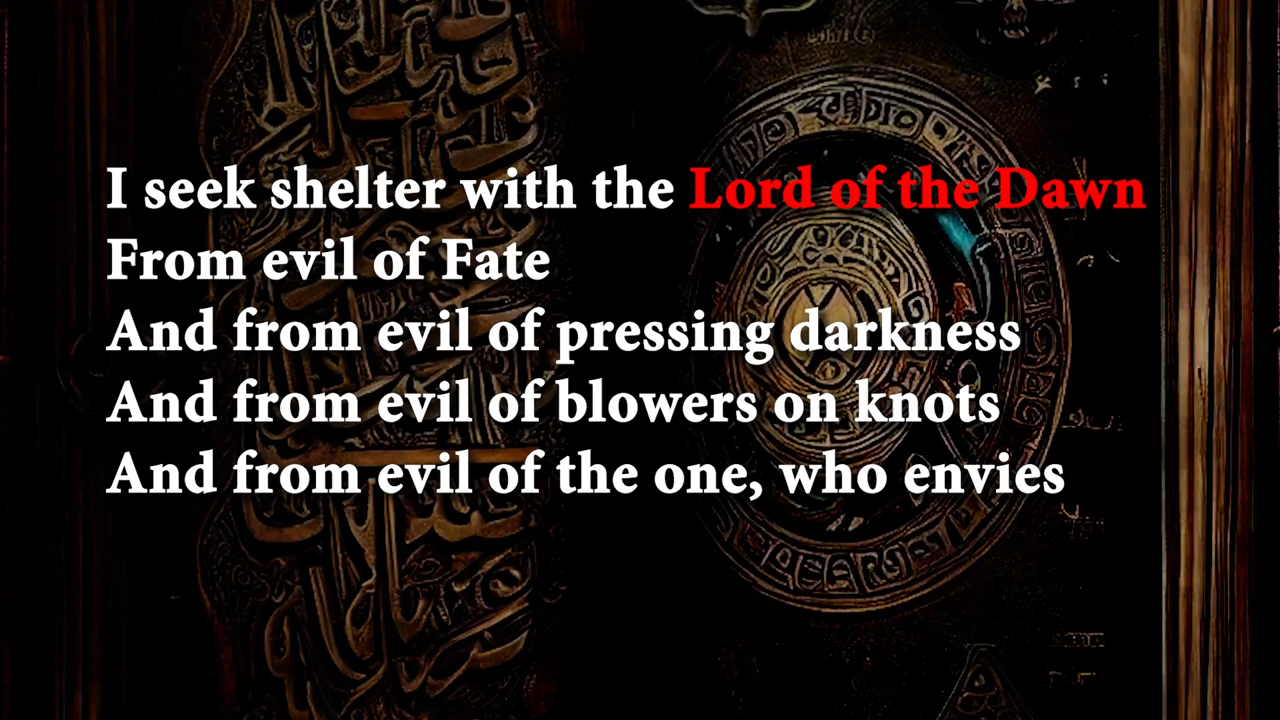 I seek shelter with the Lord of the Dawn
From evil of Fate
And from evil of pressing darkness
And from evil of blowers on knots
And from evil of the one, who envies